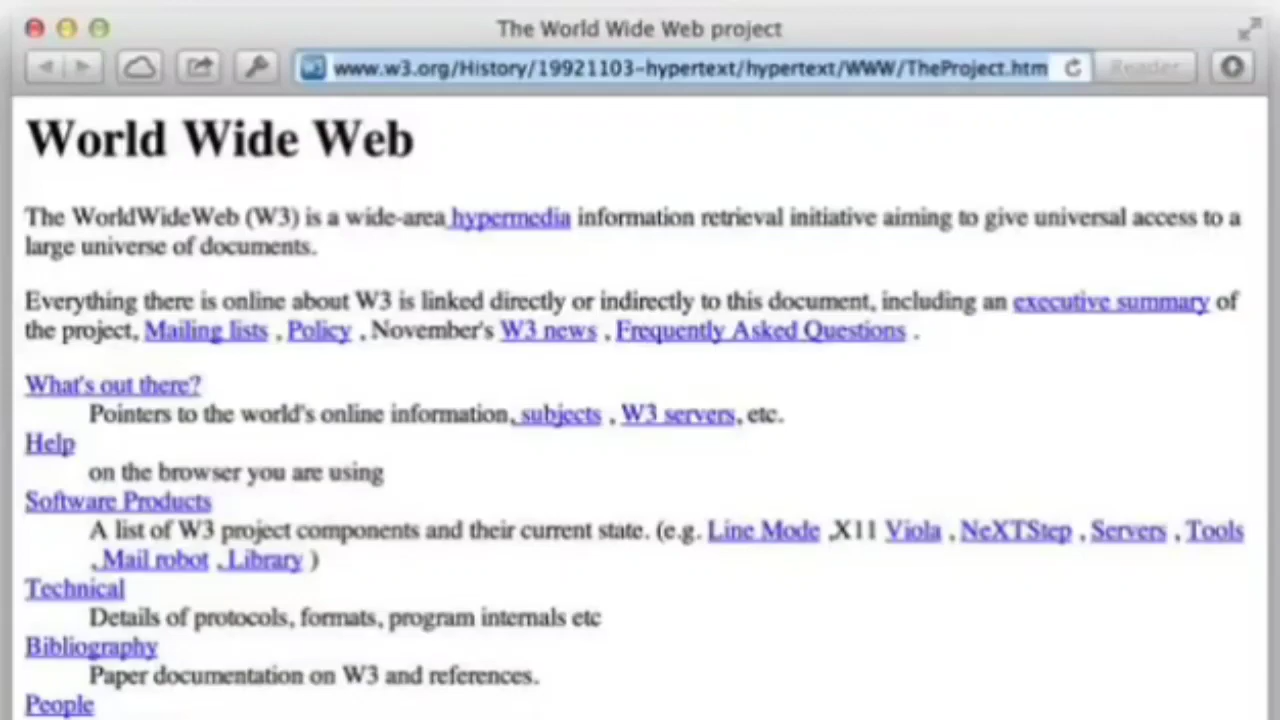 The World Wide Web project
www.w3.org/History/19921103-hypertext/hypertext/WWW/TheProject.htm
Reader
World Wide Web
The WorldWideWeb (W3) is a wide-area hypermedia information retrieval initiative aiming to give universal access to a
large universe of documents.
Everything there is online about W3 is linked directly or indirectly to this document, including an executive summary of
the project, Mailing lists , Policy , November's W3 news , Frequently Asked Questions .
What's out there?
Pointers to the world's online information, subjects , W3 servers, etc.
Help
on the browser you are using
Software Products
A list of W3 project components and their current state. (e.g. Line Mode ,X11 Viola , NeXTStep , Servers , Tools
, Mail robot , Library )
Technical
Details of protocols, formats, program internals etc
Bibliography
Paper documentation on W3 and references.
People